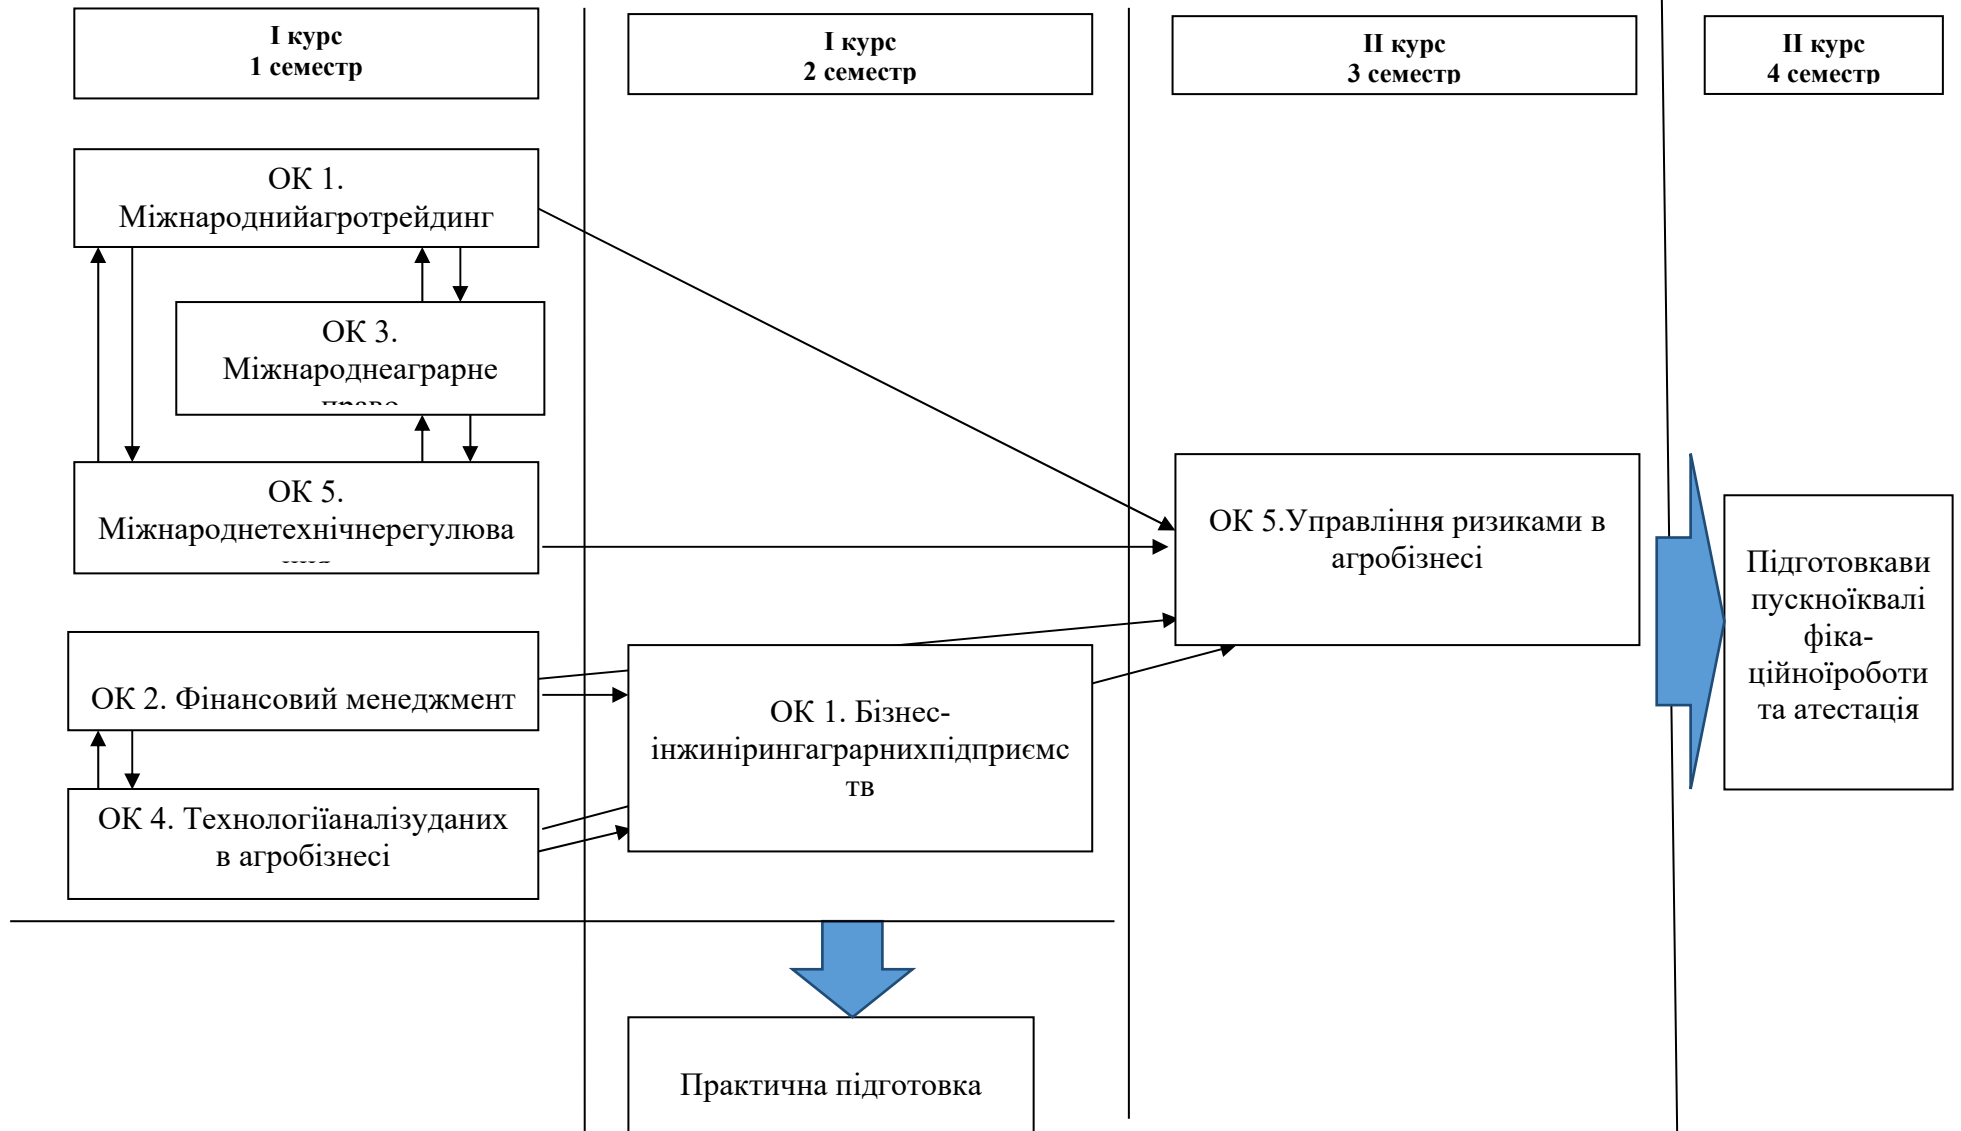 І курс
1 семестр
І курс
2 семестр
ІІ курс
3 семестр
ІІ курс
4 семестр
ОК 1.
Міжнароднийагротрейдинг
ОК 3.
Міжнароднеаграрне
право
ОК 5.
Міжнароднетехнічнерегулюва
ОК 2. Фінансовий менеджмент
ОК 4. Технологіїаналізуданих
в агробізнесі
ОК 1. Бізнес-
інжинірингаграрнихпідприємс
тв
Практична підготовка
ОК 5.Управління ризиками в
агробізнесі
Підготовкави
пускноїквалі
фіка-
ційноїроботи
та атестація